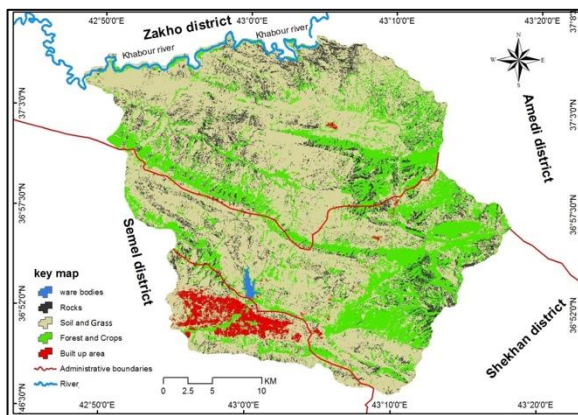 42°50'0"E
43°0'0"E
43°10'0"E
43°20'0"E
Zakho district
Khabour river
Khabour river
N
W
E
S
37°3'0"N
37°3'0"N
Amedi district
36°57'30"N
36°57'30"N
Semel district
key map
ware bodies
Rocks
Soil and Grass
Forest and Crops
Built up area
Administrative boundaries
River
36°52'0"N
36°52'0"N
Shekhan district
0 2.5 5 10
KM
42°50'0"E
43°0'0"E
43°10'0"E